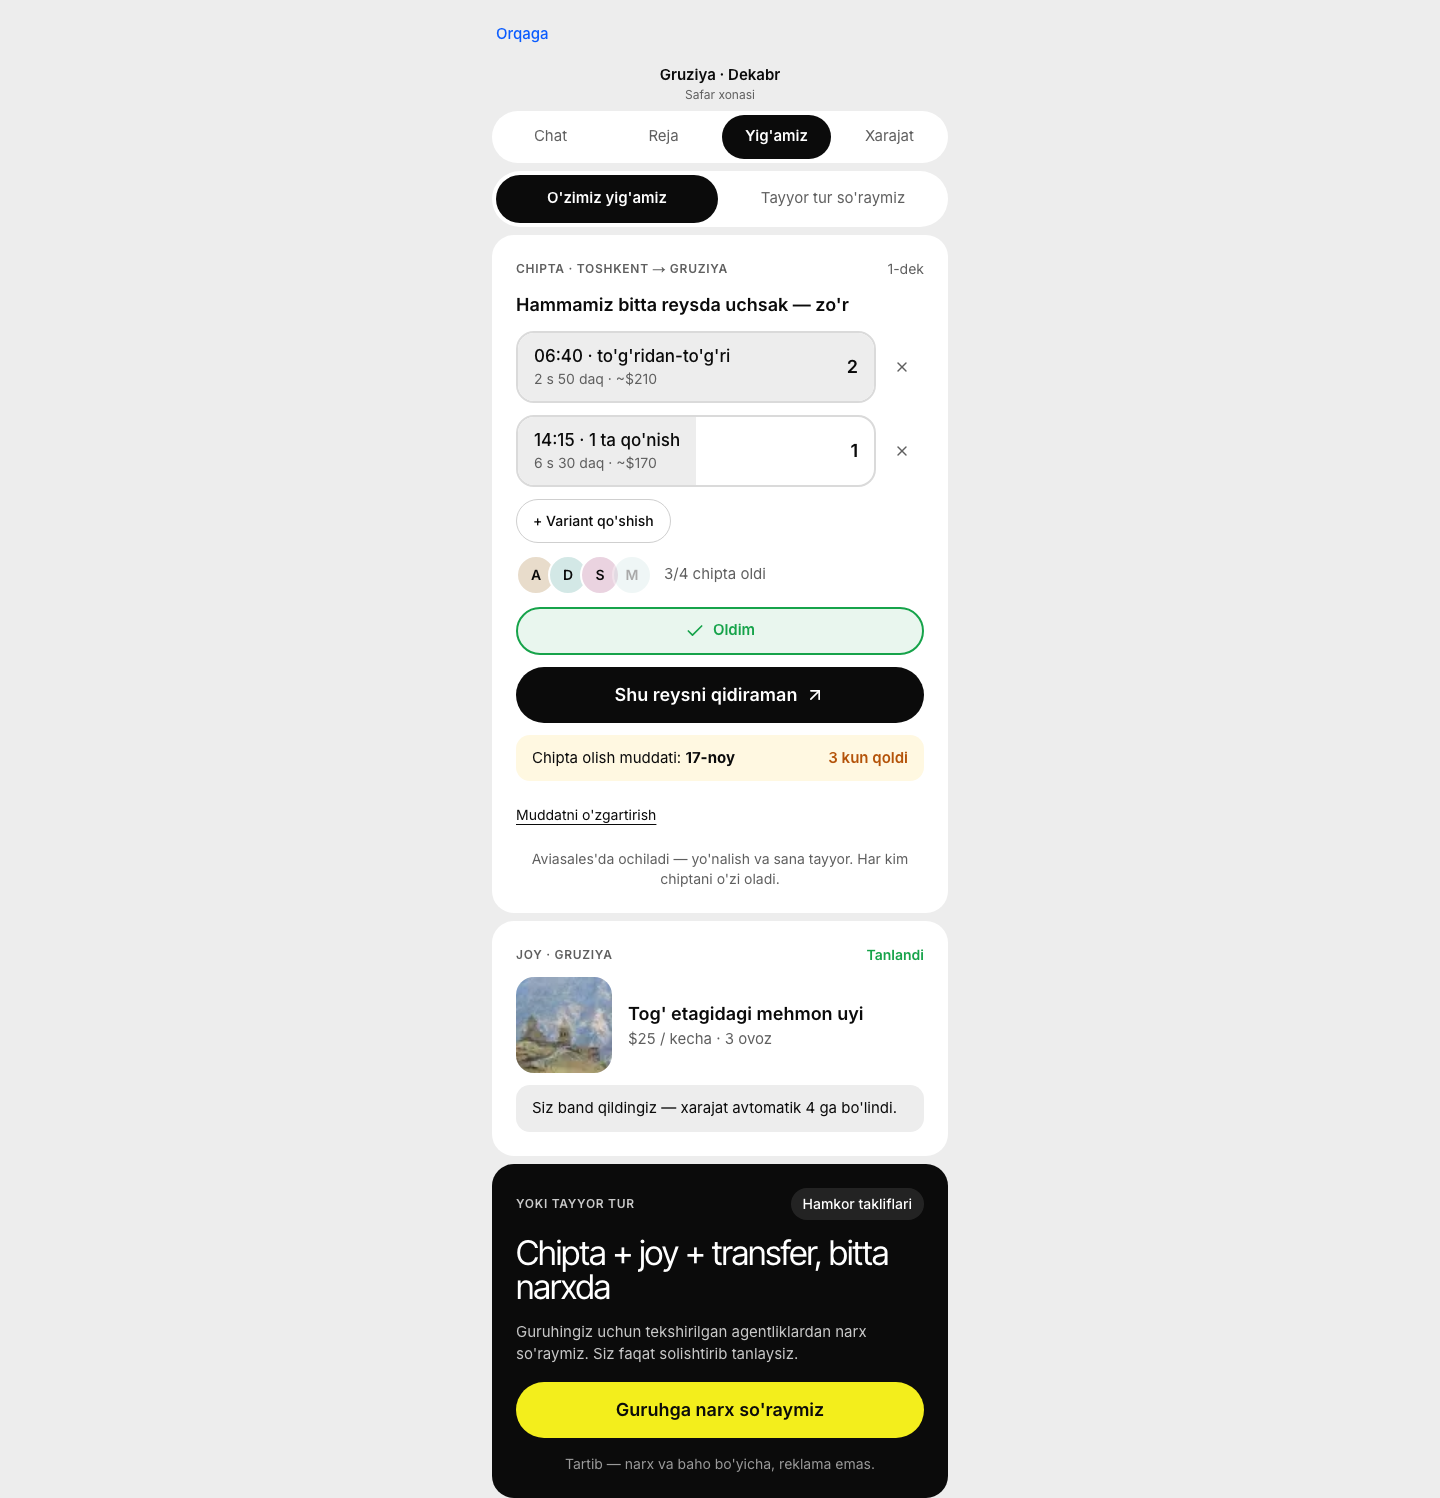 Orqaga
Gruziya · Dekabr
Safar xonasi
Chat
Reja
Yig'amiz
Xarajat
O'zimiz yig'amiz
Tayyor tur so'raymiz
CHIPTA · TOSHKENT → GRUZIYA
1-dek
Hammamiz bitta reysda uchsak — zo'r
06:40 · to'g'ridan-to'g'ri
2 s 50 daq · ~$210
2
×
14:15 · 1 ta qo'nish
6 s 30 daq · ~$170
1
×
+ Variant qo'shish
A
D
S
M
3/4 chipta oldi
Oldim
Shu reysni qidiraman
Chipta olish muddati: 17-noy
3 kun qoldi
Muddatni o'zgartirish
Aviasales'da ochiladi — yo'nalish va sana tayyor. Har kim
chiptani o'zi oladi.
JOY · GRUZIYA
Tanlandi
Tog' etagidagi mehmon uyi
$25 / kecha · 3 ovoz
Siz band qildingiz — xarajat avtomatik 4 ga bo'lindi.
YOKI TAYYOR TUR
Hamkor takliflari
Chipta + joy + transfer, bitta
narxda
Guruhingiz uchun tekshirilgan agentliklardan narx
so'raymiz. Siz faqat solishtirib tanlaysiz.
Guruhga narx so'raymiz
Tartib — narx va baho bo'yicha, reklama emas.